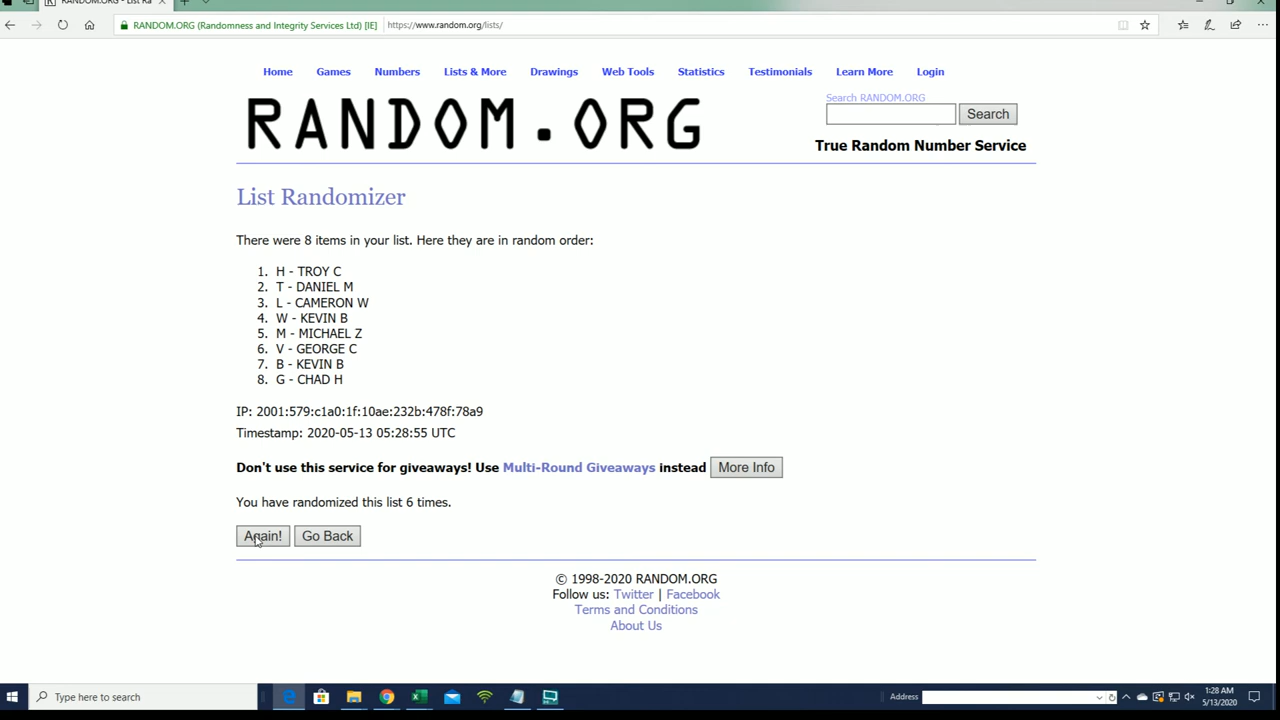 RANDOM.ORG - List Ra
RANDOM.ORG (Randomness and Integrity Services Ltd) [IE] https://www.random.org/lists/
Home Games Numbers Lists & More Drawings Web Tools Statistics Testimonials Learn More Login
RANDOM.ORG
Search RANDOM.ORG
Search
True Random Number Service
List Randomizer
There were 8 items in your list. Here they are in random order:
1. H - TROY C
2. T - DANIEL M
3. L - CAMERON W
4. W - KEVIN B
5. M - MICHAEL Z
6. V - GEORGE C
7. B - KEVIN B
8. G - CHAD H
IP: 2001:579:c1a0:1f:10ae:232b:478f:78a9
Timestamp: 2020-05-13 05:28:55 UTC
Don't use this service for giveaways! Use Multi-Round Giveaways instead More Info
You have randomized this list 6 times.
Again! Go Back
© 1998-2020 RANDOM.ORG
Follow us: Twitter | Facebook
Terms and Conditions
About Us
Type here to search
Address
1:28 AM
5/13/2020